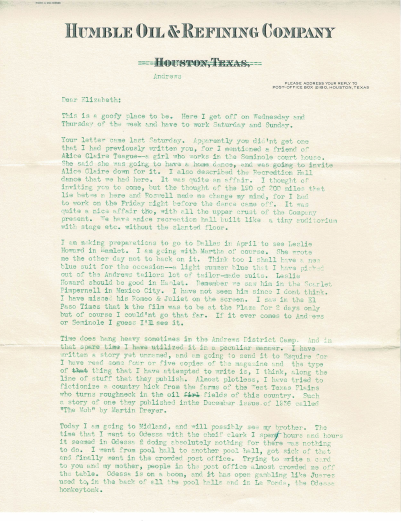 HUMBLE OIL & REFINING COMPANY
HOUSTON, TEXAS.
Andrews
PLEASE ADDRESS YOUR REPLY TO
POST-OFFICE BOX 2180, HOUSTON, TEXAS
Dear Elizabeth:
This is a goofy place to be. Here I get off on Wednesday and
Thursday of the week and have to work Saturday and Sunday.
Your letter came last Saturday. Apparently you didn't get one
that I had previously written you, for I mentioned a friend of
Alice Claire Teague--a girl who works in the Seminole court house.
She said she was going to have a home dance, and was going to invite
Alice Claire down for it. I also described the Recreation Hall
dance that we had here. It was quite an affair. I thought of
inviting you to come, but the thought of the 190 or 200 miles that
lie between here and made me change my mind, for I had
to work on the Friday night before the dance came off. It was
quite a nice affair too, with all the upper crust of the Company
present. We have a nice recreation hall built like a tiny auditorium
with stage etc. without the slanted floor.
I am making preparations to go to Dallas in April to see Leslie
Howard in Hamlet. I am going with Martha of course. She wrote
me the other day not to back on it. Think too I shall have a new
blue suit for the occasion--a light summer blue that I have picked
out of the Andrews tailors lot of tailor-made suits. Leslie
Howard should be good in Hamlet. Remember we saw him in the Scarlet
Pimpernell in Mexico City. I have not seen him since I dont think.
I have missed his Romeo & Juliet on the screen. I saw in the El
Paso Times that the film was to be at the Plaza for 2 days only
but of course I could'nt go that far. If it ever comes to Andrews
or Seminole I guess I'll see it.
Time does hang heavy sometimes in the Andrews District Camp. And in
that spare time I have utilized it in a peculiar manner. I have
written a story yet unnamed, and am going to send it to Esquire for
I have read some four or five copies of the magazine and the type
of that thing that I have attempted to write is, I think, along the
line of stuff that they publish. Almost plotless, I have tried to
fictionize a country hick from the farms of the West Texas Plains
who turns roughneck in the oil fields of this country. Such
a story of one they published in the December issue of 1936 called
"The Mob" by Martin Dreyer.
Today I am going to Midland, and will possibly see my brother. The
time that I went to Odessa with the chief clerk I spent hours and hours
it seemed in Odessa doing absolutely nothing for there was nothing
to do. I went from pool hall to another pool hall, got sick of that
and finally went in the crowded post office. Trying to write a card
to you and my mother, people in the post office almost crowded me off
the table. Odessa is on a boom, and it has open gambling like Juarez
used to, in the back of all the pool halls and in La Fonda, the Odessa
honkeytonk.